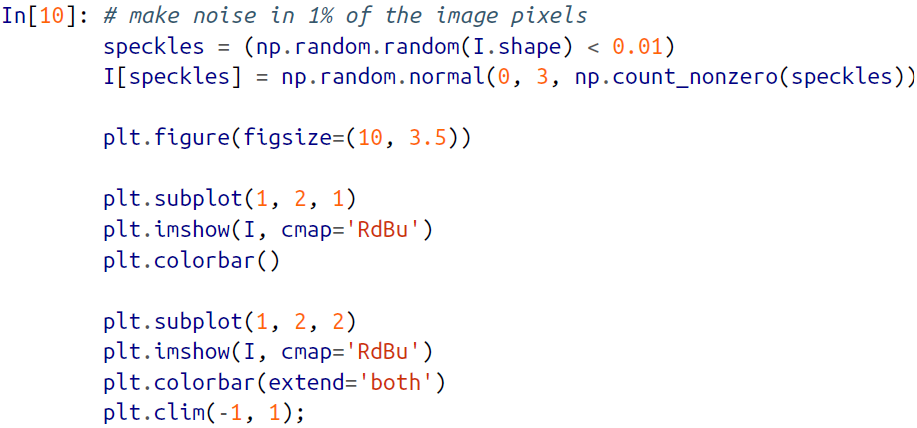 In[10]: # make noise in 1% of the image pixels
speckles = (np.random.random(I.shape) < 0.01)
I[speckles] = np.random.normal(0, 3, np.count_nonzero(speckles))
plt.figure(figsize=(10, 3.5))
plt.subplot(1, 2, 1)
plt.imshow(I, cmap='RdBu')
plt.colorbar()
plt.subplot(1, 2, 2)
plt.imshow(I, cmap='RdBu')
plt.colorbar(extend='both')
plt.clim(-1, 1);